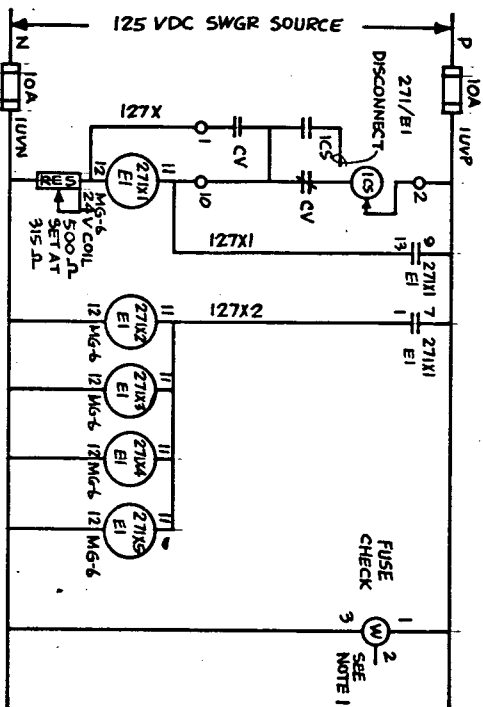 125 VDC SWGR SOURCE
N
P
10A
1UVN
10A
1UVP
DISCONNECT
271/E1
127X
1
CV
1CS
1CS
2
CV
RES
12
271X1
E1
11
10
MG-6
24V COIL
500Ω
SET AT
315Ω
127X1
9
13
271X1
E1
127X2
7
1
271X1
E1
12
MG-6
271X2
E1
11
12
MG-6
271X3
E1
11
12
MG-6
271X4
E1
11
12
MG-6
271X5
E1
11
FUSE
CHECK
3
W
1
2
SEE
NOTE 1